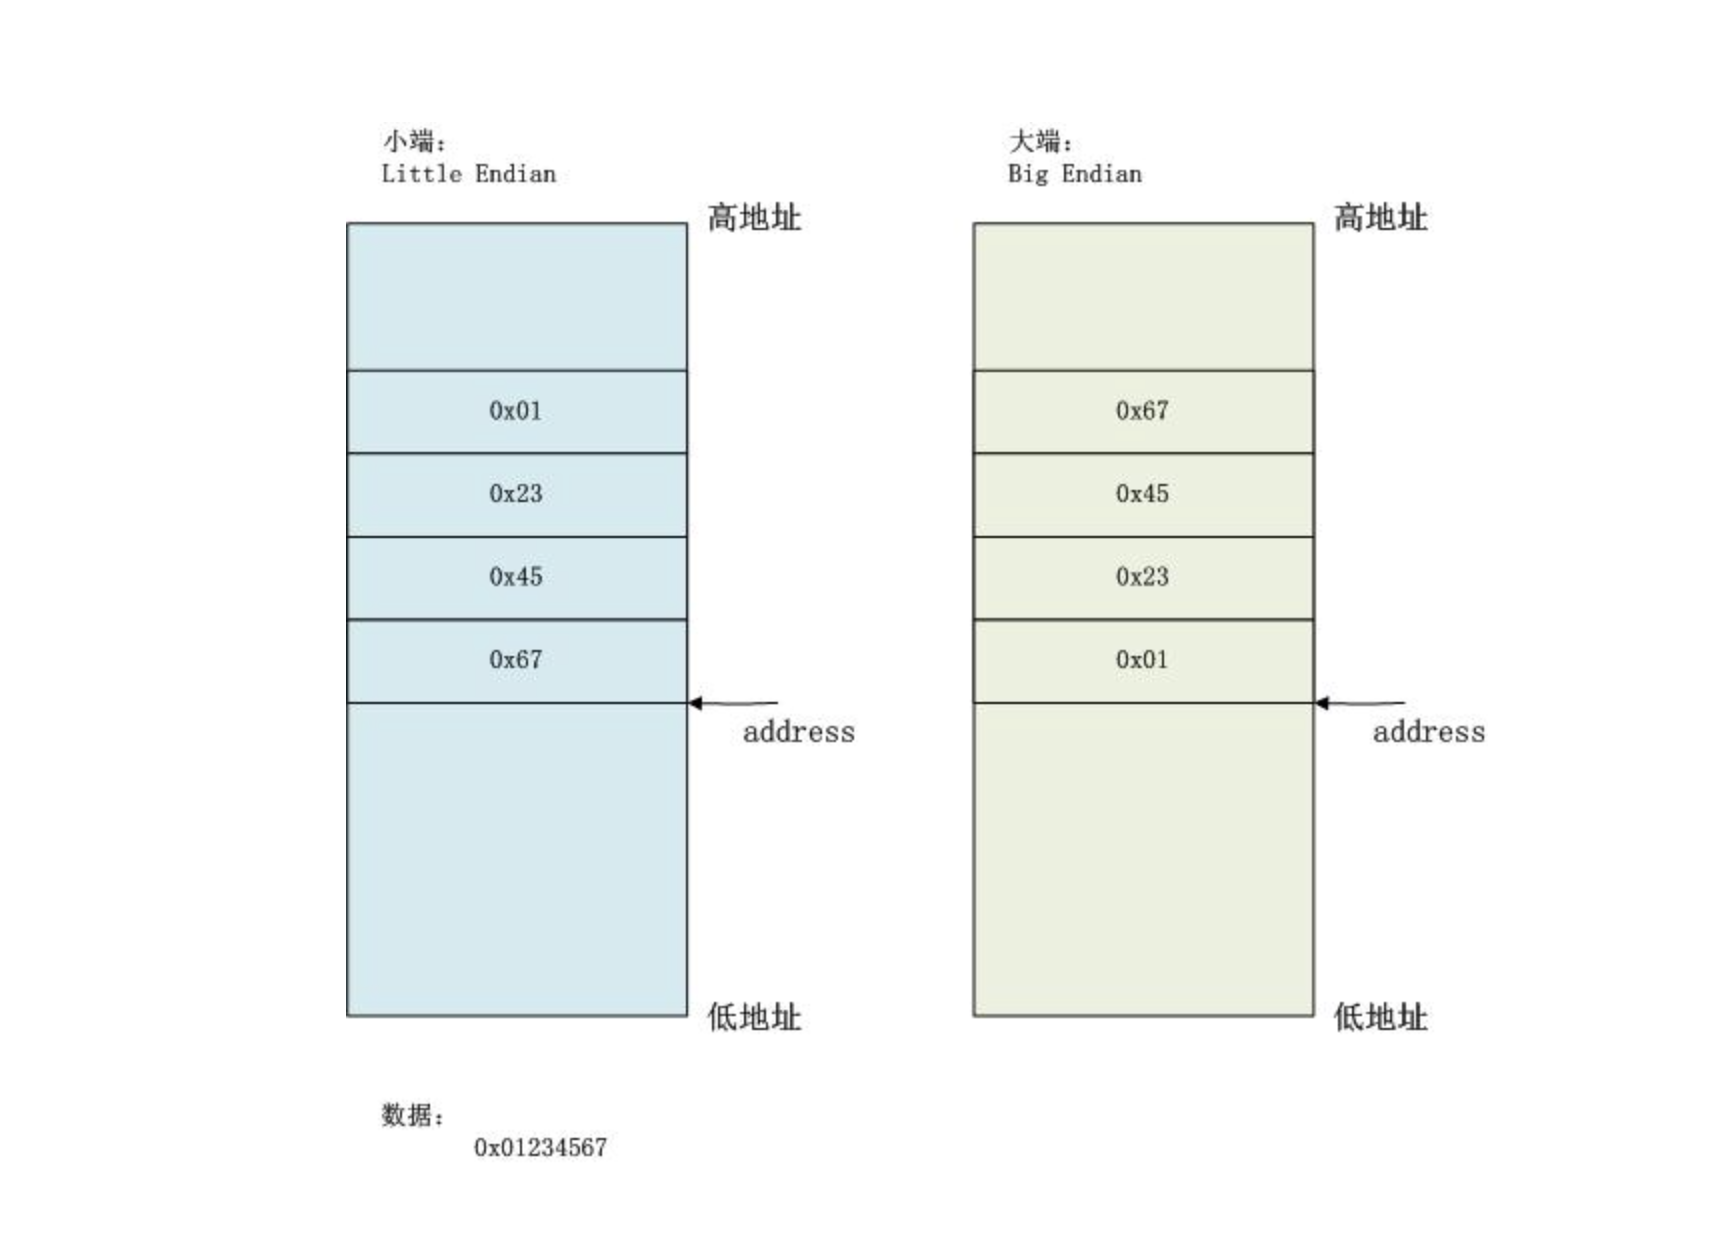 小端：
Little Endian
高地址
0x01
0x23
0x45
0x67
address
低地址
大端：
Big Endian
高地址
0x67
0x45
0x23
0x01
address
低地址
数据：
0x01234567